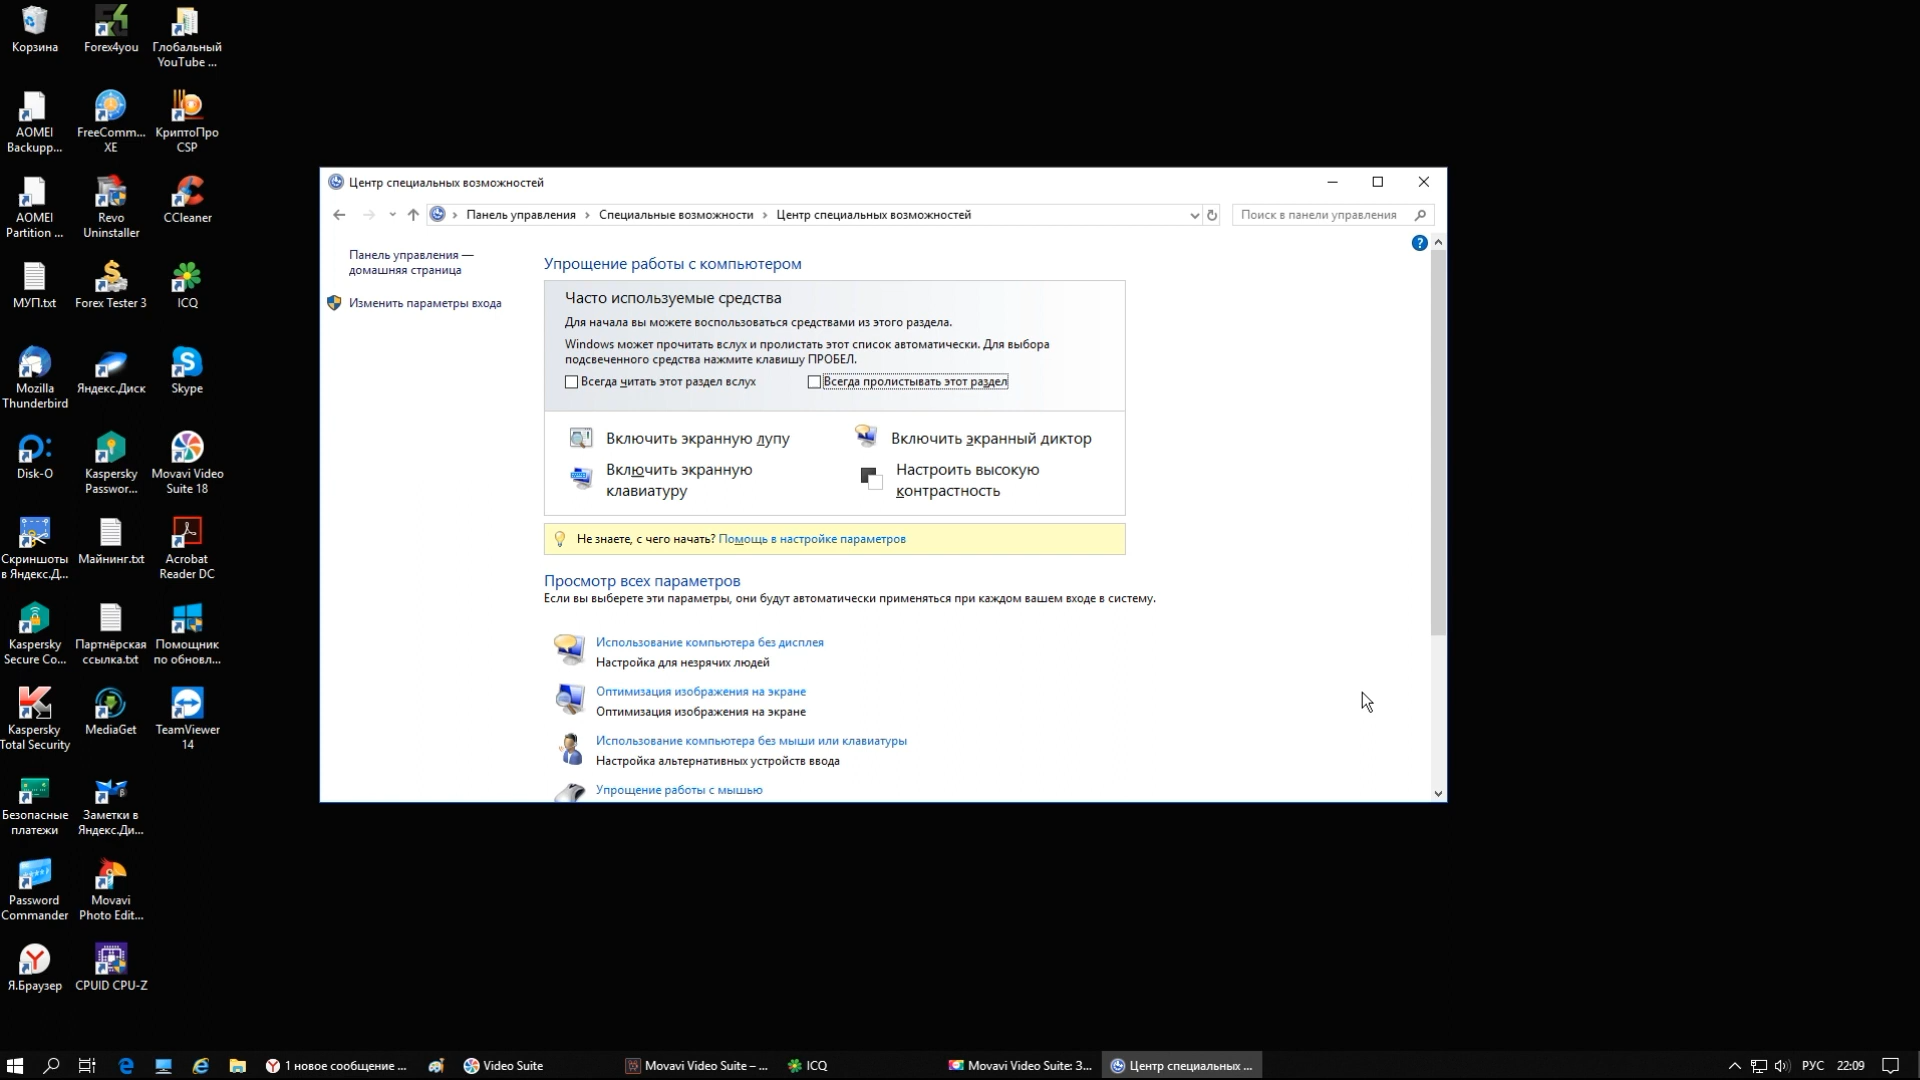 Корзина
Forex4you
Глобальный
YouTube ...
AOMEI
Backupp...
FreeComm...
XE
КриптоПро
CSP
AOMEI
Partition ...
Revo
Uninstaller
CCleaner
МУП.txt
Forex Tester 3
ICQ
Mozilla
Thunderbird
Яндекс.Диск
Skype
Disk-O
Kaspersky
Passwor...
Movavi Video
Suite 18
Скриншоты
в Яндекс.Д...
Майнинг.txt
Acrobat
Reader DC
Kaspersky
Secure Co...
Партнёрская
ссылка.txt
Помощник
по обновл...
Kaspersky
Total Security
MediaGet
TeamViewer
14
Безопасные
платежи
Заметки в
Яндекс.Ди...
Password
Commander
Movavi
Photo Edit...
Я.Браузер
CPUID CPU-Z
Центр специальных возможностей
Панель управления
Специальные возможности
Центр специальных возможностей
Поиск в панели управления
Панель управления —
домашняя страница
Изменить параметры входа
Упрощение работы с компьютером
Часто используемые средства
Для начала вы можете воспользоваться средствами из этого раздела.
Windows может прочитать вслух и пролистать этот список автоматически. Для выбора
подсвеченного средства нажмите клавишу ПРОБЕЛ.
Всегда читать этот раздел вслух
Всегда пролистывать этот раздел
Включить экранную лупу
Включить экранный диктор
Включить экранную
клавиатуру
Настроить высокую
контрастность
Не знаете, с чего начать? Помощь в настройке параметров
Просмотр всех параметров
Если вы выберете эти параметры, они будут автоматически применяться при каждом вашем входе в систему.
Использование компьютера без дисплея
Настройка для незрячих людей
Оптимизация изображения на экране
Оптимизация изображения на экране
Использование компьютера без мыши или клавиатуры
Настройка альтернативных устройств ввода
Упрощение работы с мышью
1 новое сообщение ...
Video Suite
Movavi Video Suite – ...
ICQ
Movavi Video Suite: З...
Центр специальных ...
РУС
22:09